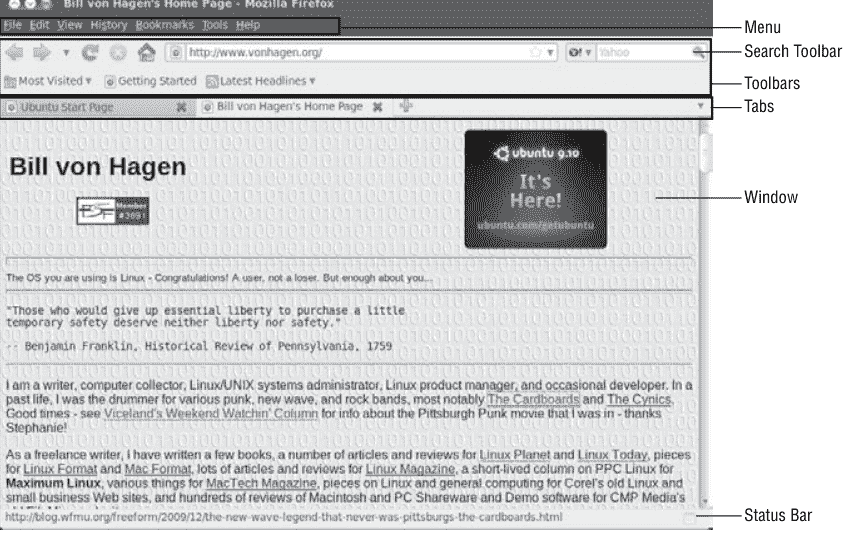 Bill von Hagen's Home Page - Mozilla Firefox
File Edit View History Bookmarks Tools Help
Menu
http://www.vonhagen.org/
Yahoo
Search Toolbar
Most Visited
Getting Started
Latest Headlines
Toolbars
Ubuntu Start Page
Bill von Hagen's Home Page
Tabs
Bill von Hagen
FSF
ubuntu 9.10
It's
Here!
ubuntu.com/getubuntu
Window
The OS you are using is Linux - Congratulations! A user, not a loser. But enough about you...
"Those who would give up essential liberty to purchase a little
temporary safety deserve neither liberty nor safety."
-- Benjamin Franklin, Historical Review of Pennsylvania, 1759
I am a writer, computer collector, Linux/UNIX systems administrator, Linux product manager, and occasional developer. In a
past life, I was the drummer for various punk, new wave, and rock bands, most notably The Cardboards and The Cynics.
Good times - see Viceland's Weekend Watchin' Column for info about the Pittsburgh Punk movie that I was in - thanks
Stephanie!
As a freelance writer, I have written a few books, a number of articles and reviews for Linux Planet and Linux Today, pieces
for Linux Format and Mac Format, lots of articles and reviews for Linux Magazine, a short-lived column on PPC Linux for
Maximum Linux, various things for MacTech Magazine, pieces on Linux and general computing for Corel's old Linux and
small business Web sites, and hundreds of reviews of Macintosh and PC Shareware and Demo software for CMP Media's
http://blog.wfmu.org/freeform/2009/12/the-new-wave-legend-that-never-was-pittsburgs-the-cardboards.html
Status Bar